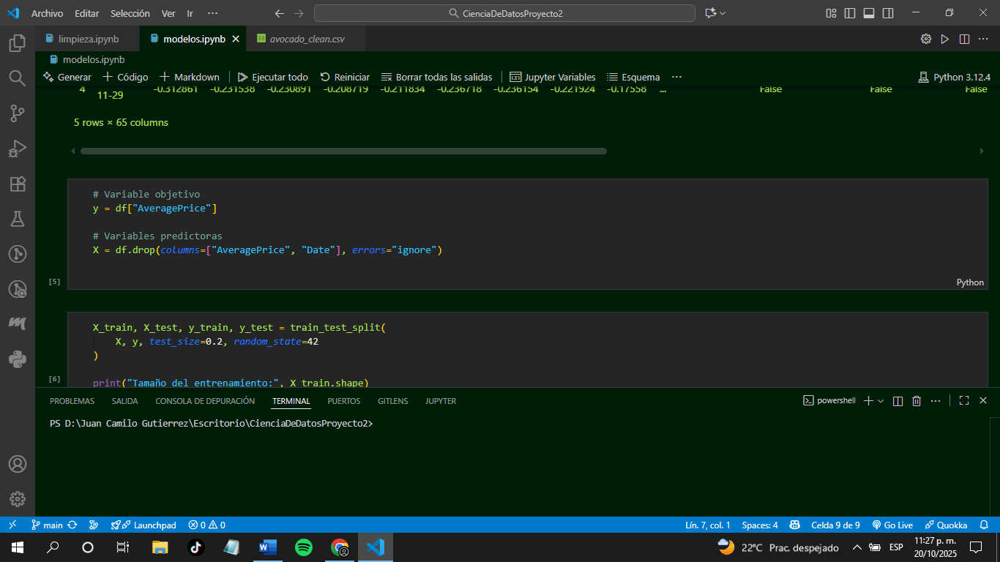 Archivo Editar Selección Ver Ir ··· CienciaDeDatosProyecto2
limpieza.ipynb modelos.ipynb avocado_clean.csv
modelos.ipynb
Generar + Código + Markdown Ejecutar todo Reiniciar Borrar todas las salidas Jupyter Variables Esquema ··· Python 3.12.4
4 -0.312861 -0.231538 -0.230891 -0.208719 -0.211834 -0.236718 -0.236154 -0.221924 -0.17558 ... False False False
11-29
5 rows × 65 columns
# Variable objetivo
y = df["AveragePrice"]
# Variables predictoras
X = df.drop(columns=["AveragePrice", "Date"], errors="ignore")
[5] Python
X_train, X_test, y_train, y_test = train_test_split(
X, y, test_size=0.2, random_state=42
)
[6] print("Tamaño del entrenamiento:", X_train.shape)
PROBLEMAS SALIDA CONSOLA DE DEPURACIÓN TERMINAL PUERTOS GITLENS JUPYTER powershell
PS D:\Juan Camilo Gutierrez\Escritorio\CienciaDeDatosProyecto2>
main Launchpad 0 0 Lín. 7, col. 1 Spaces: 4 Celda 9 de 9 Go Live Quokka
22°C Prac. despejado ESP 11:27 p. m.
20/10/2025